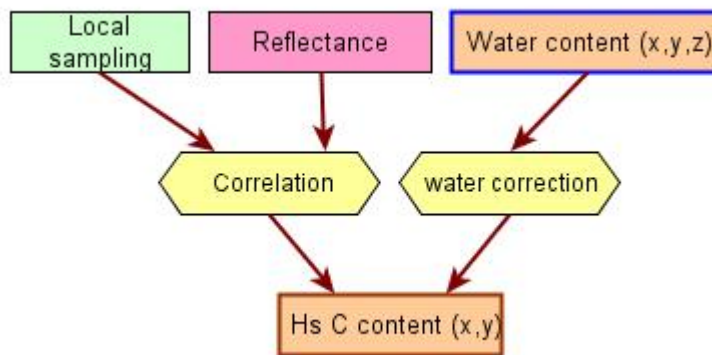 Local
sampling
Reflectance
Water content (x,y,z)
Correlation
water correction
Hs C content (x,y)